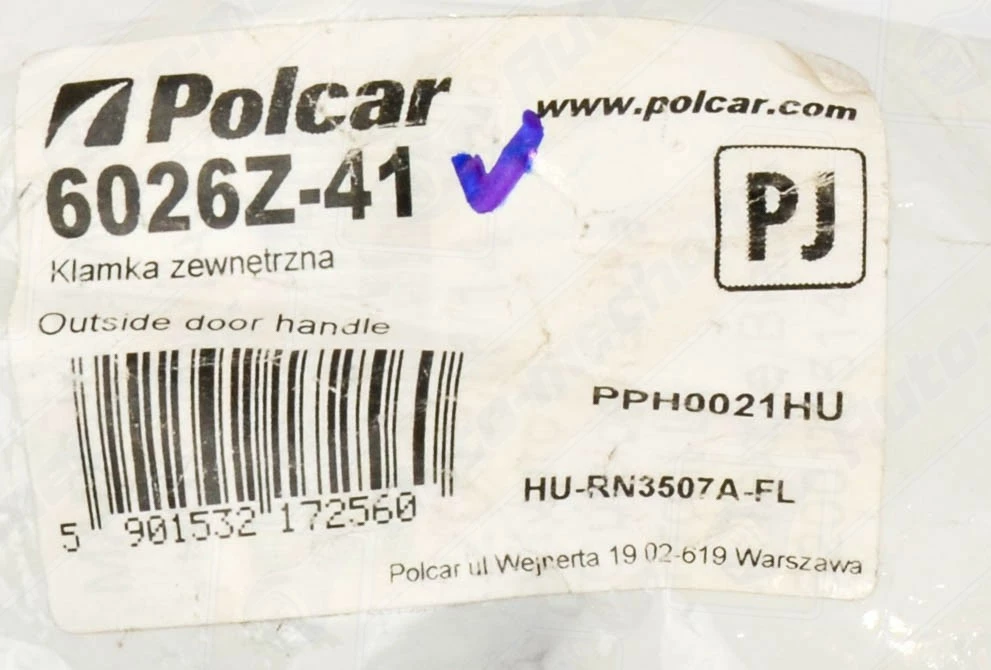 Polcar
www.polcar.com
6026Z-41
PJ
Klamka zewnętrzna
Outside door handle
PPH0021HU
HU-RN3507A-FL
5 901532 172560
Polcar ul Wejnerta 19 02-619 Warszawa